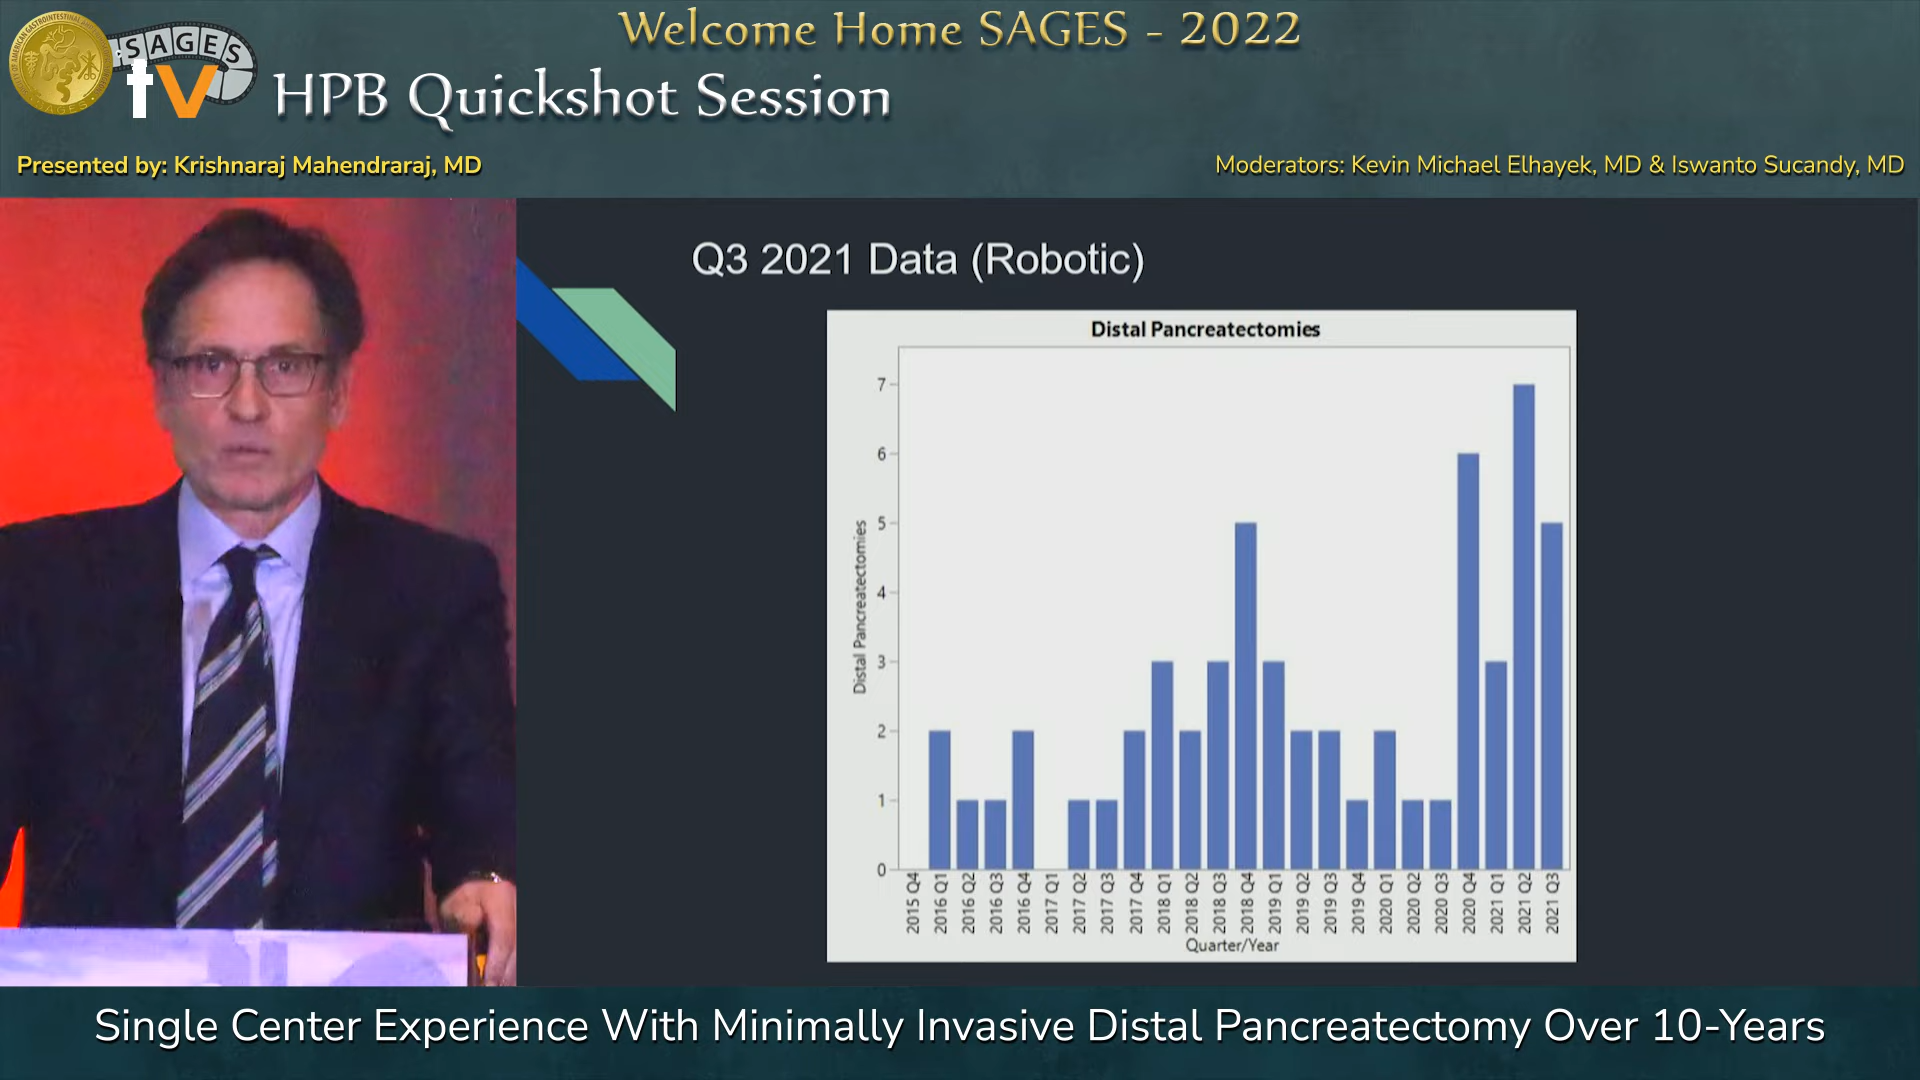 Welcome Home SAGES - 2022
SAGES
tv
SAGES
HPB Quickshot Session
Presented by: Krishnaraj Mahendraraj, MD
Moderators: Kevin Michael Elhayek, MD & Iswanto Sucandy, MD
Q3 2021 Data (Robotic)
Distal Pancreatectomies
Distal Pancreatectomies
7
6
5
4
3
2
1
0
2015 Q4
2016 Q1
2016 Q2
2016 Q3
2016 Q4
2017 Q1
2017 Q2
2017 Q3
2017 Q4
2018 Q1
2018 Q2
2018 Q3
2018 Q4
2019 Q1
2019 Q2
2019 Q3
2019 Q4
2020 Q1
2020 Q2
2020 Q3
2020 Q4
2021 Q1
2021 Q2
2021 Q3
Quarter/Year
Single Center Experience With Minimally Invasive Distal Pancreatectomy Over 10-Years